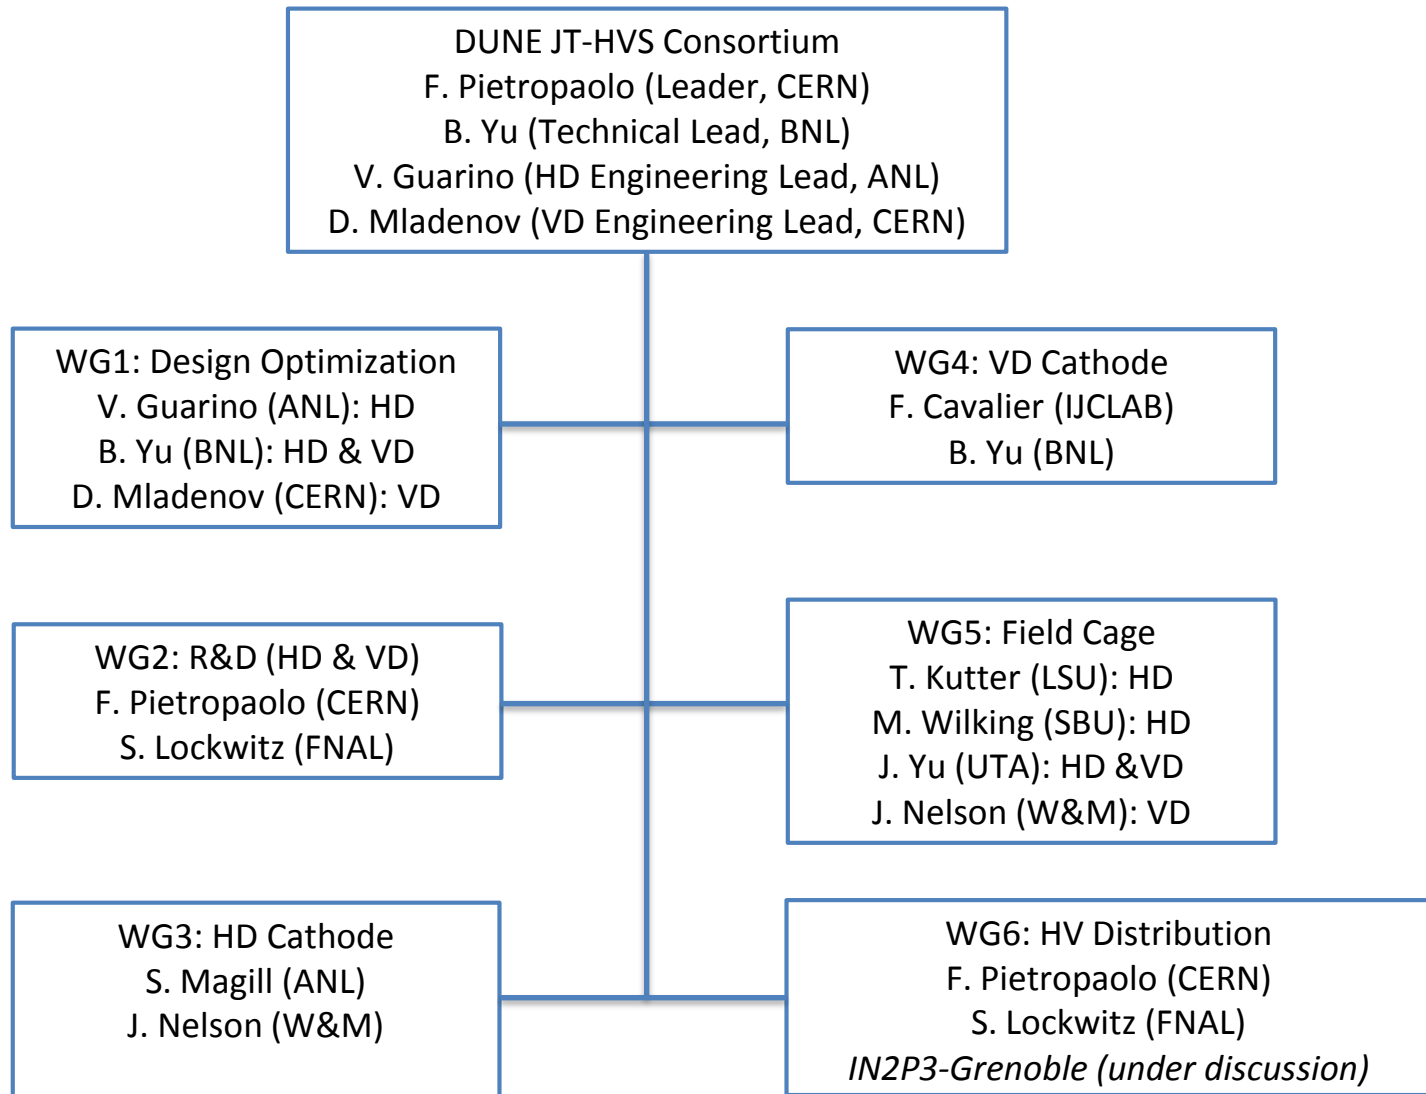 DUNE JT-HVS Consortium
F. Pietropaolo (Leader, CERN)
B. Yu (Technical Lead, BNL)
V. Guarino (HD Engineering Lead, ANL)
D. Mladenov (VD Engineering Lead, CERN)
WG1: Design Optimization
V. Guarino (ANL): HD
B. Yu (BNL): HD & VD
D. Mladenov (CERN): VD
WG4: VD Cathode
F. Cavalier (IJCLAB)
B. Yu (BNL)
WG2: R&D (HD & VD)
F. Pietropaolo (CERN)
S. Lockwitz (FNAL)
WG5: Field Cage
T. Kutter (LSU): HD
M. Wilking (SBU): HD
J. Yu (UTA): HD &VD
J. Nelson (W&M): VD
WG3: HD Cathode
S. Magill (ANL)
J. Nelson (W&M)
WG6: HV Distribution
F. Pietropaolo (CERN)
S. Lockwitz (FNAL)
IN2P3-Grenoble (under discussion)